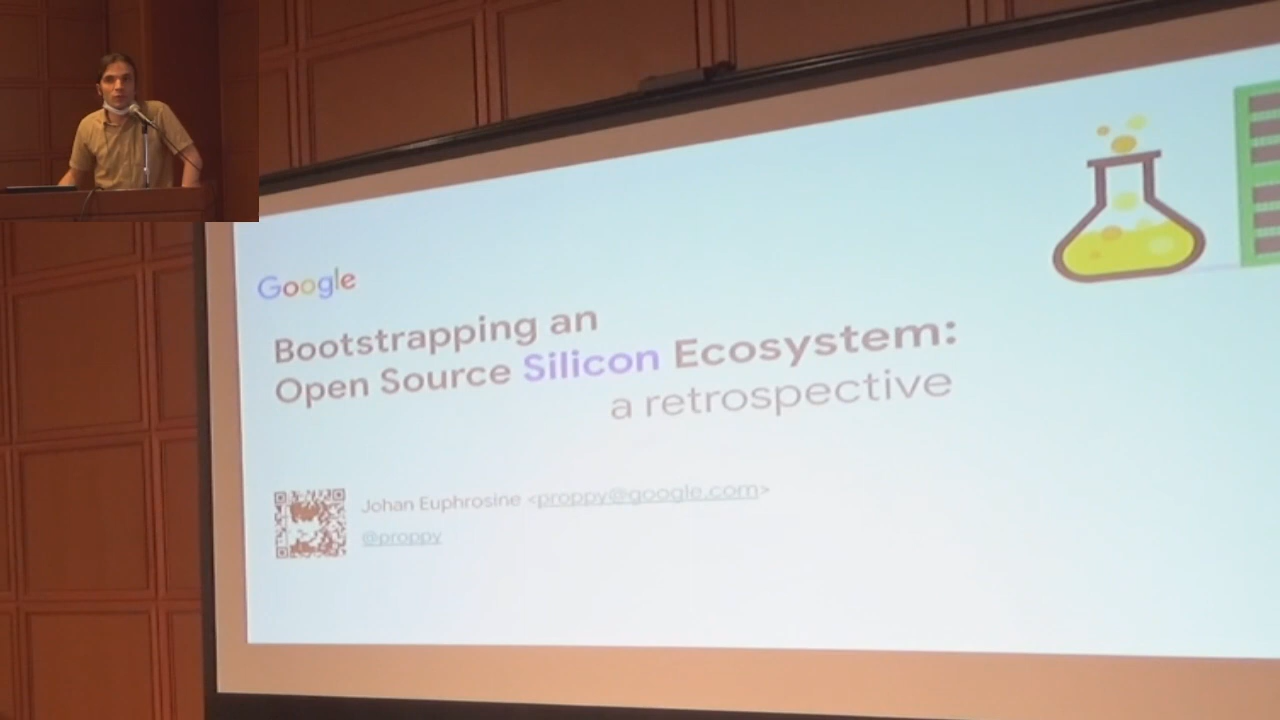 Google
Bootstrapping an
Open Source Silicon Ecosystem:
a retrospective
Johan Euphrosine <proppy@google.com>
@proppy